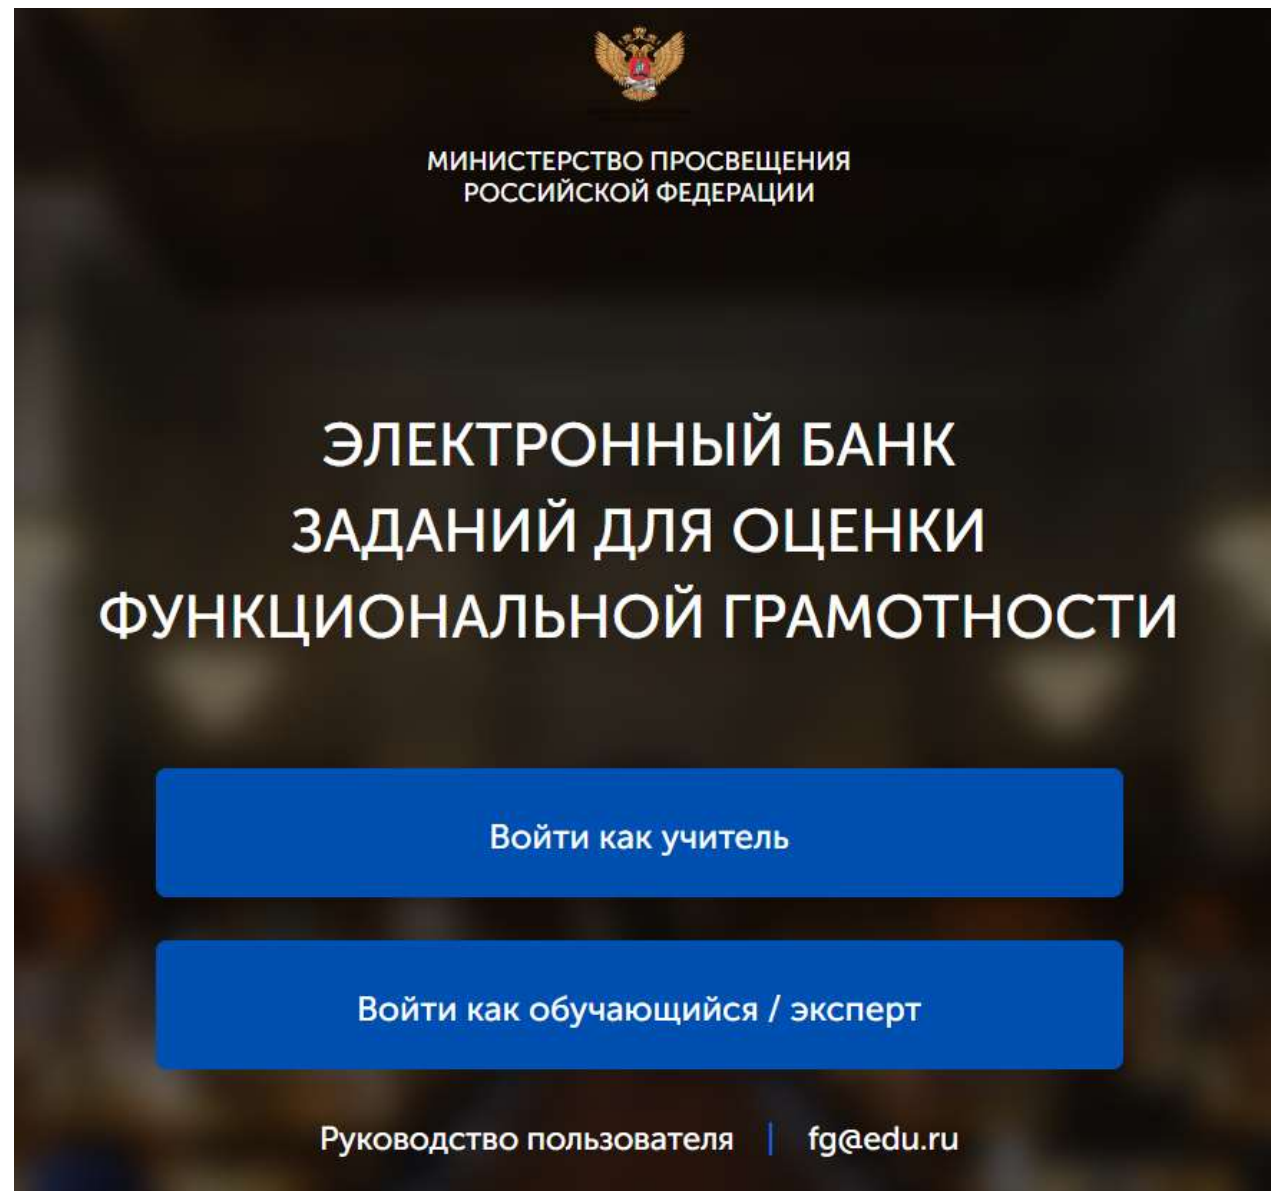 МИНИСТЕРСТВО ПРОСВЕЩЕНИЯ
РОССИЙСКОЙ ФЕДЕРАЦИИ
ЭЛЕКТРОННЫЙ БАНК
ЗАДАНИЙ ДЛЯ ОЦЕНКИ
ФУНКЦИОНАЛЬНОЙ ГРАМОТНОСТИ
Войти как учитель
Войти как обучающийся / эксперт
Руководство пользователя | fg@edu.ru